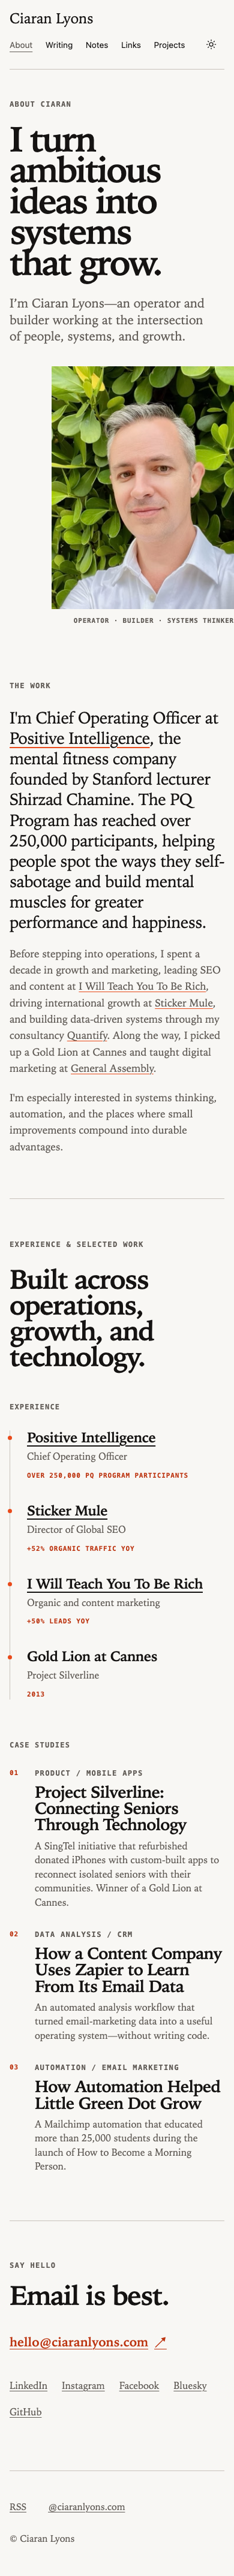 Ciaran Lyons
About Writing Notes Links Projects
ABOUT CIARAN
I turn
ambitious
ideas into
systems
that grow.
I’m Ciaran Lyons—an operator and
builder working at the intersection
of people, systems, and growth.
OPERATOR · BUILDER · SYSTEMS THINKER
THE WORK
I'm Chief Operating Officer at
Positive Intelligence, the
mental fitness company
founded by Stanford lecturer
Shirzad Chamine. The PQ
Program has reached over
250,000 participants, helping
people spot the ways they self-
sabotage and build mental
muscles for greater
performance and happiness.
Before stepping into operations, I spent a
decade in growth and marketing, leading SEO
and content at I Will Teach You To Be Rich,
driving international growth at Sticker Mule,
and building data-driven systems through my
consultancy Quantify. Along the way, I picked
up a Gold Lion at Cannes and taught digital
marketing at General Assembly.
I'm especially interested in systems thinking,
automation, and the places where small
improvements compound into durable
advantages.
EXPERIENCE & SELECTED WORK
Built across
operations,
growth, and
technology.
EXPERIENCE
Positive Intelligence
Chief Operating Officer
OVER 250,000 PQ PROGRAM PARTICIPANTS
Sticker Mule
Director of Global SEO
+52% ORGANIC TRAFFIC YOY
I Will Teach You To Be Rich
Organic and content marketing
+50% LEADS YOY
Gold Lion at Cannes
Project Silverline
2013
CASE STUDIES
01 PRODUCT / MOBILE APPS
Project Silverline:
Connecting Seniors
Through Technology
A SingTel initiative that refurbished
donated iPhones with custom-built apps to
reconnect isolated seniors with their
communities. Winner of a Gold Lion at
Cannes.
02 DATA ANALYSIS / CRM
How a Content Company
Uses Zapier to Learn
From Its Email Data
An automated analysis workflow that
turned email-marketing data into a useful
operating system—without writing code.
03 AUTOMATION / EMAIL MARKETING
How Automation Helped
Little Green Dot Grow
A Mailchimp automation that educated
more than 25,000 students during the
launch of How to Become a Morning
Person.
SAY HELLO
Email is best.
hello@ciaranlyons.com ↗
LinkedIn Instagram Facebook Bluesky
GitHub
RSS @ciaranlyons.com
© Ciaran Lyons